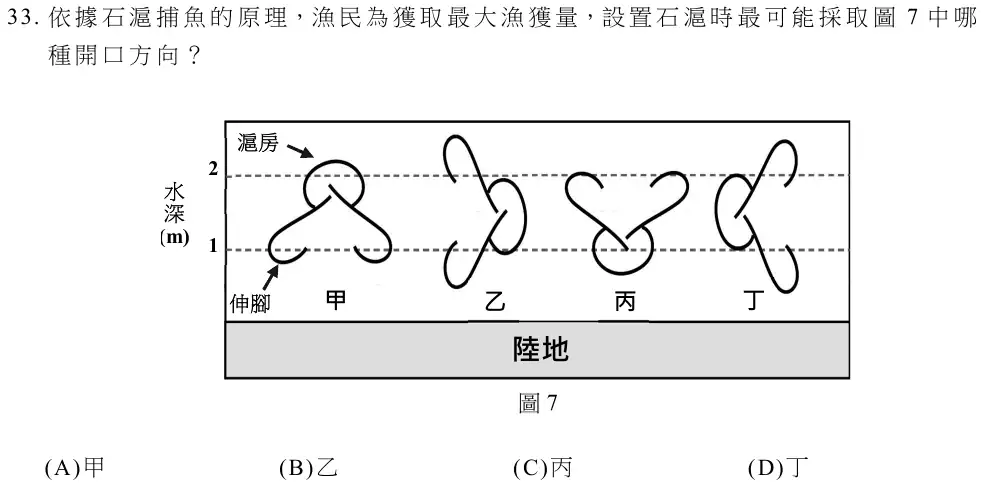 33. 依據石滬捕魚的原理，漁民為獲取最大漁獲量，設置石滬時最可能採取圖 7 中哪
種開口方向？
滬房
水深
(m)
2
1
伸腳
甲
乙
丙
丁
陸地
圖 7
(A)甲
(B)乙
(C)丙
(D)丁